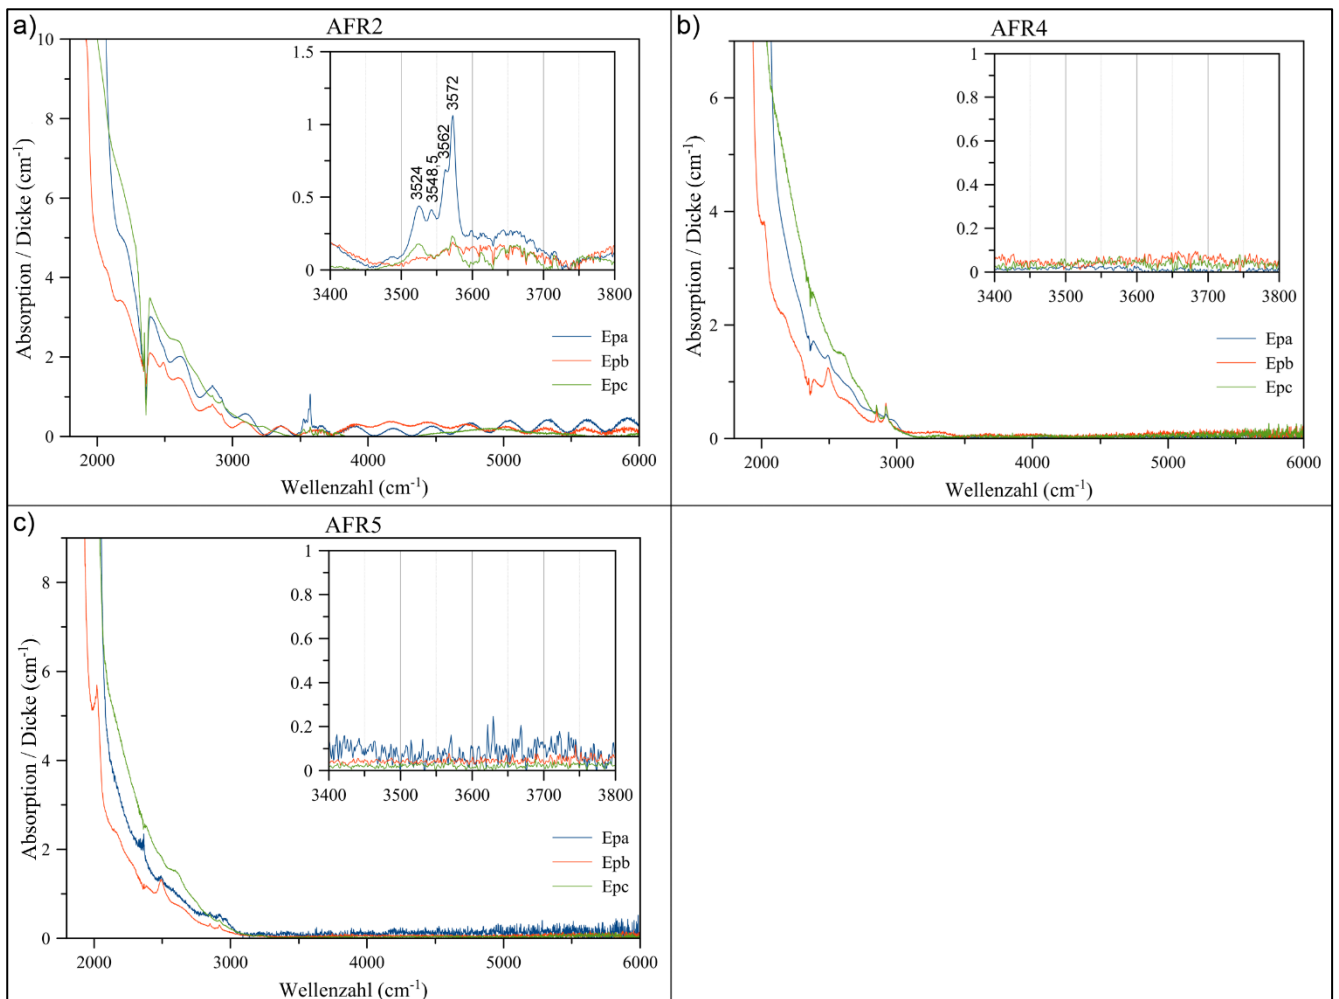 a)
AFR2
10
8
6
4
2
0
Absorption / Dicke (cm-1)
2000 3000 4000 5000 6000
Wellenzahl (cm-1)
1.5
1
0.5
0
3400 3500 3600 3700 3800
3524
3548,5
3562
3572
Epa
Epb
Epc
b)
AFR4
6
4
2
0
Absorption / Dicke (cm-1)
2000 3000 4000 5000 6000
Wellenzahl (cm-1)
1
0.8
0.6
0.4
0.2
0
3400 3500 3600 3700 3800
Epa
Epb
Epc
c)
AFR5
8
6
4
2
0
Absorption / Dicke (cm-1)
2000 3000 4000 5000 6000
Wellenzahl (cm-1)
1
0.8
0.6
0.4
0.2
0
3400 3500 3600 3700 3800
Epa
Epb
Epc